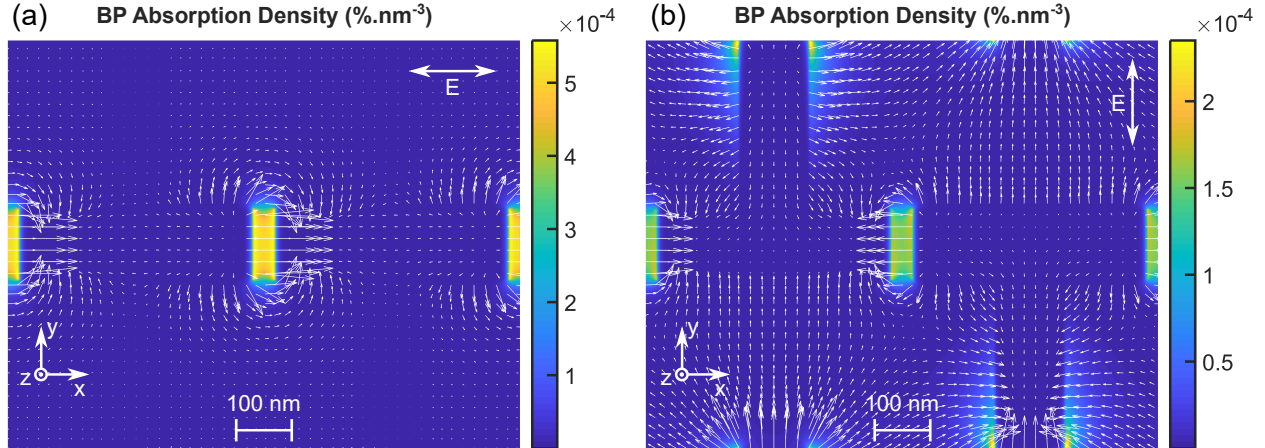 (a) BP Absorption Density (%.nm⁻³) ×10⁻⁴
E
5
4
3
2
1
y
z x
100 nm
(b) BP Absorption Density (%.nm⁻³) ×10⁻⁴
E
2
1.5
1
0.5
y
z x
100 nm